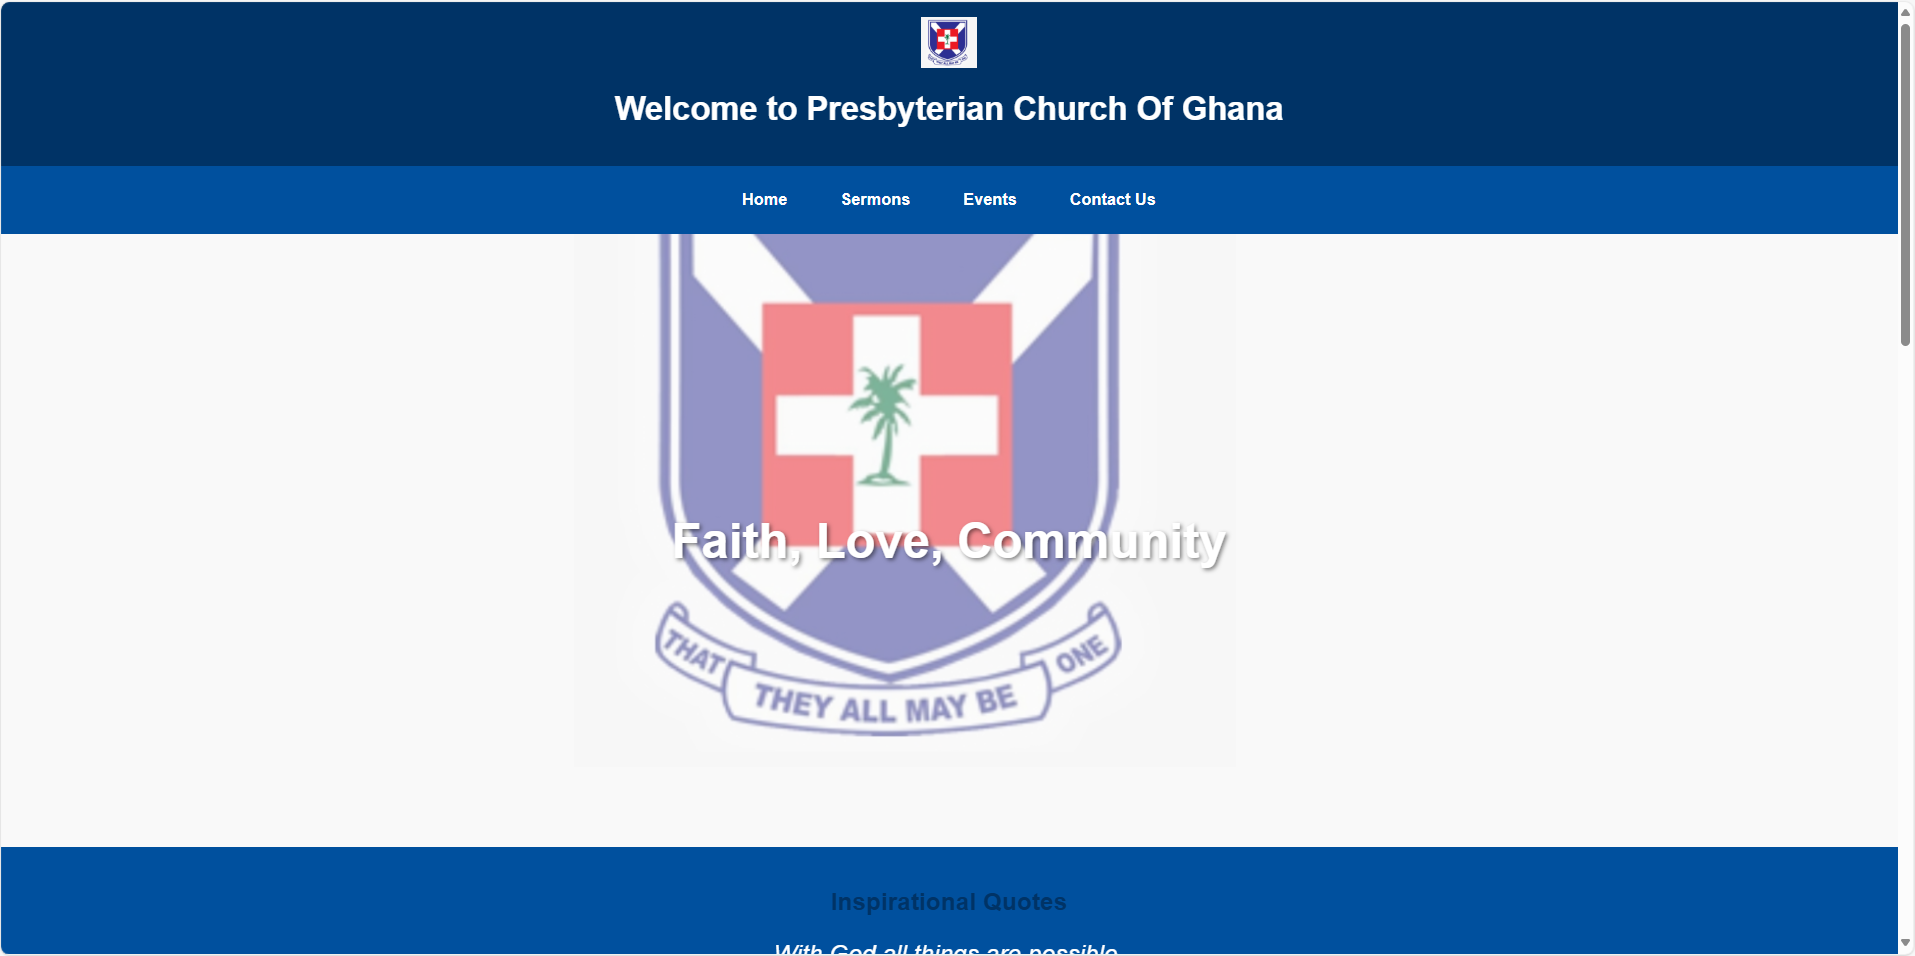 Welcome to Presbyterian Church Of Ghana
Home Sermons Events Contact Us
Faith, Love, Community
THAT THEY ALL MAY BE ONE
Inspirational Quotes
With God all things are possible